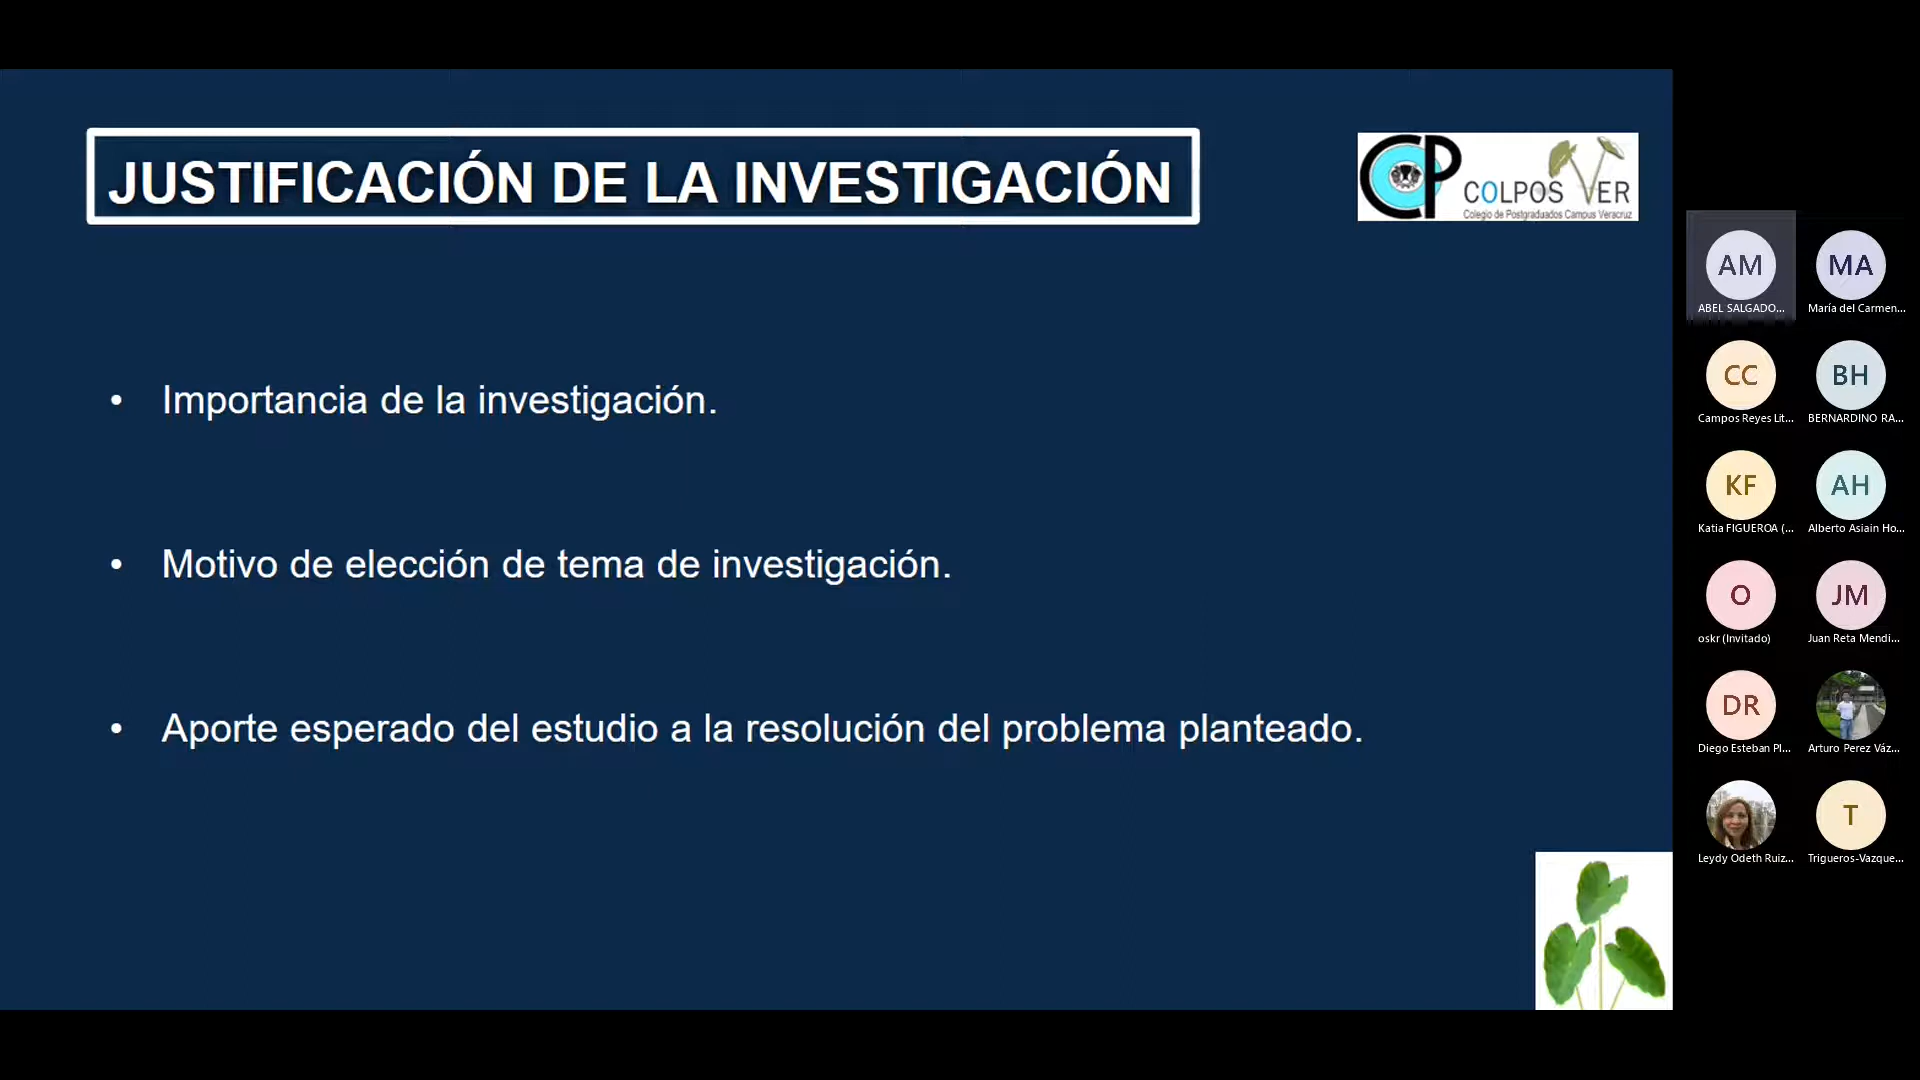 JUSTIFICACIÓN DE LA INVESTIGACIÓN
CP
COLPOS VER
Colegio de Postgraduados Campus Veracruz
• Importancia de la investigación.
• Motivo de elección de tema de investigación.
• Aporte esperado del estudio a la resolución del problema planteado.
AM
MA
ABEL SALGADO...
María del Carmen...
CC
BH
Campos Reyes Lit...
BERNARDINO RA...
KF
AH
Katia FIGUEROA (...
Alberto Asiain Ho...
O
JM
oskr (Invitado)
Juan Reta Mendi...
DR
Diego Esteban Pl...
Arturo Perez Váz...
T
Leydy Odeth Ruiz...
Trigueros-Vazque...